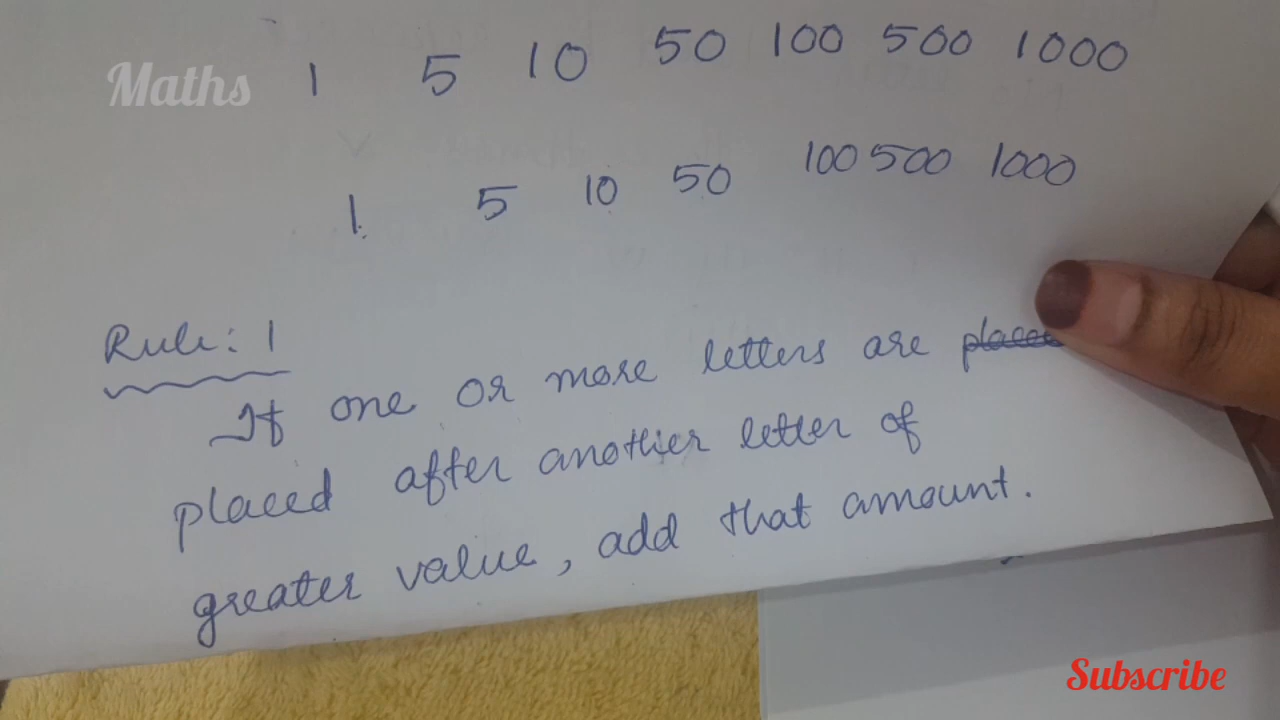 Maths
1 5 10 50 100 500 1000
1 5 10 50 100 500 1000
Rule: 1
If one or more letters are placed
placed after another letter of
greater value, add that amount.
Subscribe